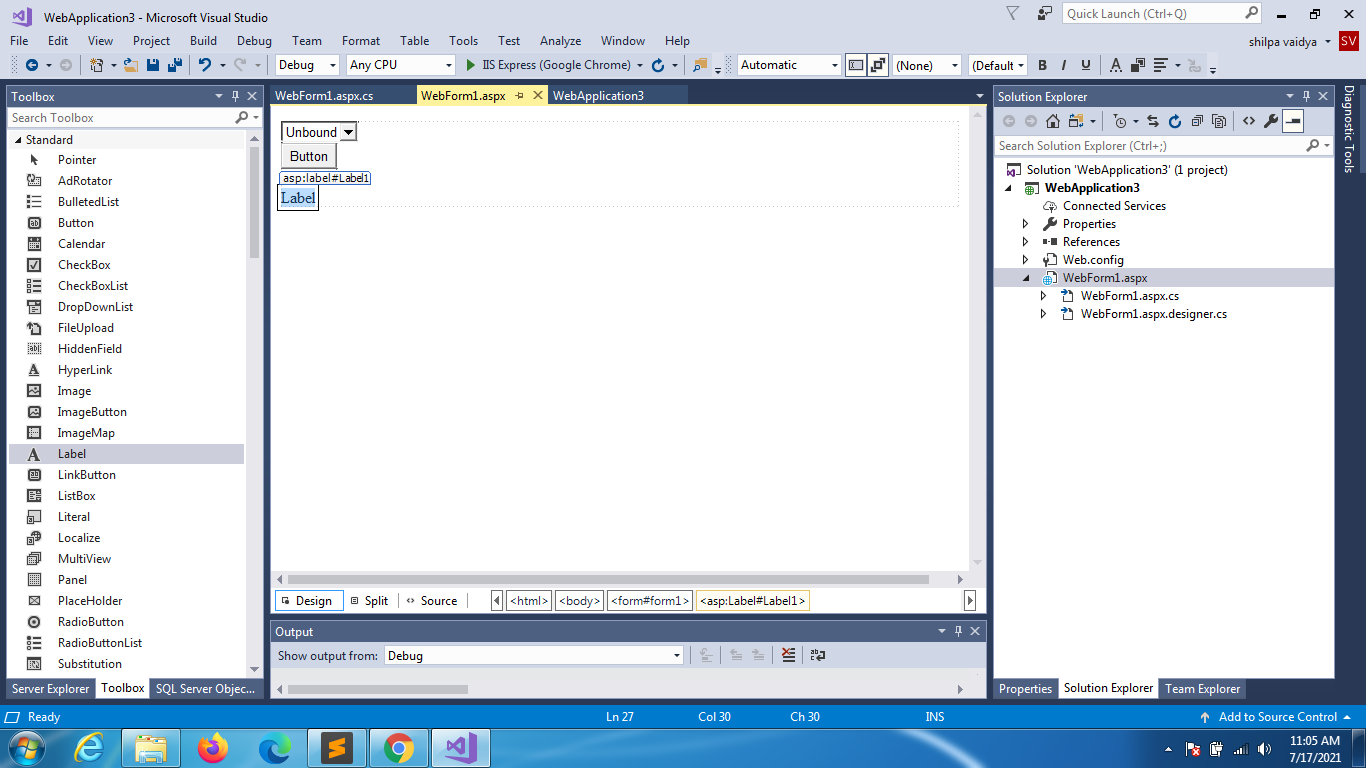 WebApplication3 - Microsoft Visual Studio
Quick Launch (Ctrl+Q)
File Edit View Project Build Debug Team Format Table Tools Test Analyze Window Help
shilpa vaidya SV
Debug Any CPU IIS Express (Google Chrome) Automatic (None) (Default B I U A
Toolbox
Search Toolbox
Standard
Pointer
AdRotator
BulletedList
Button
Calendar
CheckBox
CheckBoxList
DropDownList
FileUpload
HiddenField
HyperLink
Image
ImageButton
ImageMap
Label
LinkButton
ListBox
Literal
Localize
MultiView
Panel
PlaceHolder
RadioButton
RadioButtonList
Substitution
Server Explorer Toolbox SQL Server Objec...
WebForm1.aspx.cs WebForm1.aspx WebApplication3
Unbound
Button
asp:label#Label1
Label
Design Split Source <html> <body> <form#form1> <asp:Label#Label1>
Output
Show output from: Debug
Solution Explorer
Search Solution Explorer (Ctrl+;)
Solution 'WebApplication3' (1 project)
WebApplication3
Connected Services
Properties
References
Web.config
WebForm1.aspx
WebForm1.aspx.cs
WebForm1.aspx.designer.cs
Properties Solution Explorer Team Explorer
Diagnostic Tools
Ready Ln 27 Col 30 Ch 30 INS Add to Source Control
11:05 AM
7/17/2021